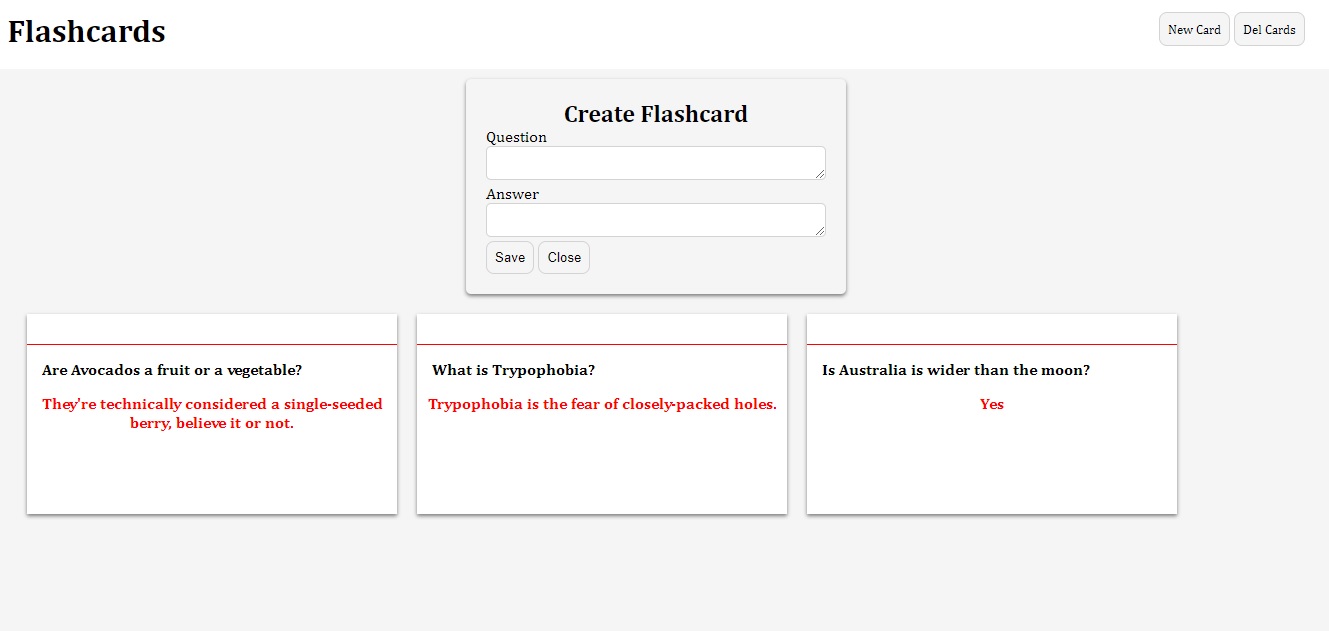 Flashcards
New Card
Del Cards
Create Flashcard
Question
Answer
Save
Close
Are Avocados a fruit or a vegetable?
They're technically considered a single-seeded
berry, believe it or not.
What is Trypophobia?
Trypophobia is the fear of closely-packed holes.
Is Australia is wider than the moon?
Yes